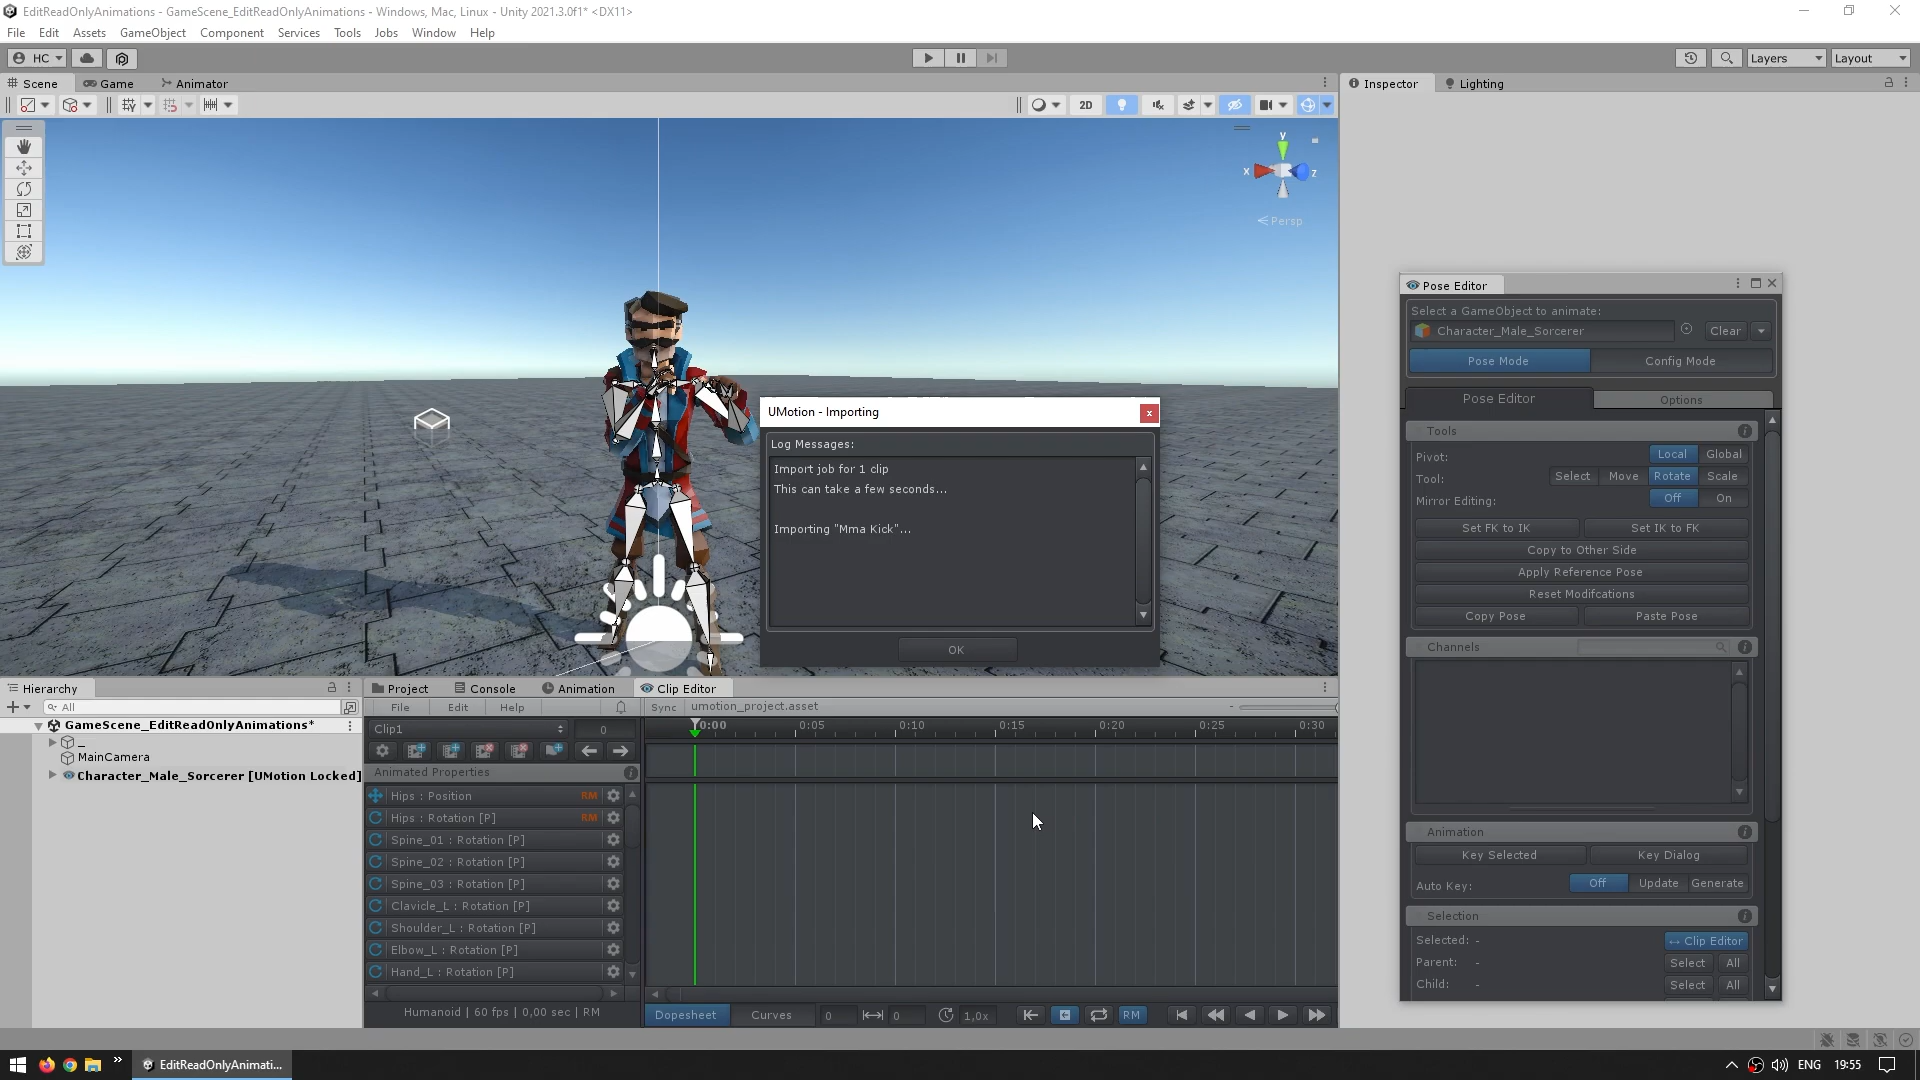 EditReadOnlyAnimations - GameScene_EditReadOnlyAnimations - Windows, Mac, Linux - Unity 2021.3.0f1* <DX11>
File Edit Assets GameObject Component Services Tools Jobs Window Help
HC
Layers
Layout
Scene
Game
Animator
Inspector
Lighting
2D
y
x
z
Persp
Pose Editor
Select a GameObject to animate:
Character_Male_Sorcerer
Clear
Pose Mode
Config Mode
Pose Editor
Options
Tools
Pivot:
Local
Global
Tool:
Select
Move
Rotate
Scale
Mirror Editing:
Off
On
Set FK to IK
Set IK to FK
Copy to Other Side
Apply Reference Pose
Reset Modifcations
Copy Pose
Paste Pose
Channels
Animation
Key Selected
Key Dialog
Auto Key:
Off
Update
Generate
Selection
Selected: -
Clip Editor
Parent: -
Select
All
Child: -
Select
All
UMotion - Importing
Log Messages:
Import job for 1 clip
This can take a few seconds...
Importing "Mma Kick"...
OK
Hierarchy
All
GameScene_EditReadOnlyAnimations*
_
MainCamera
Character_Male_Sorcerer [UMotion Locked]
Project
Console
Animation
Clip Editor
File
Edit
Help
Sync
umotion_project.asset
Clip1
0
0:00
0:05
0:10
0:15
0:20
0:25
0:30
Animated Properties
Hips : Position
RM
Hips : Rotation [P]
RM
Spine_01 : Rotation [P]
Spine_02 : Rotation [P]
Spine_03 : Rotation [P]
Clavicle_L : Rotation [P]
Shoulder_L : Rotation [P]
Elbow_L : Rotation [P]
Hand_L : Rotation [P]
Humanoid | 60 fps | 0,00 sec | RM
Dopesheet
Curves
0
0
1,0x
RM
EditReadOnlyAnimati...
ENG
19:55